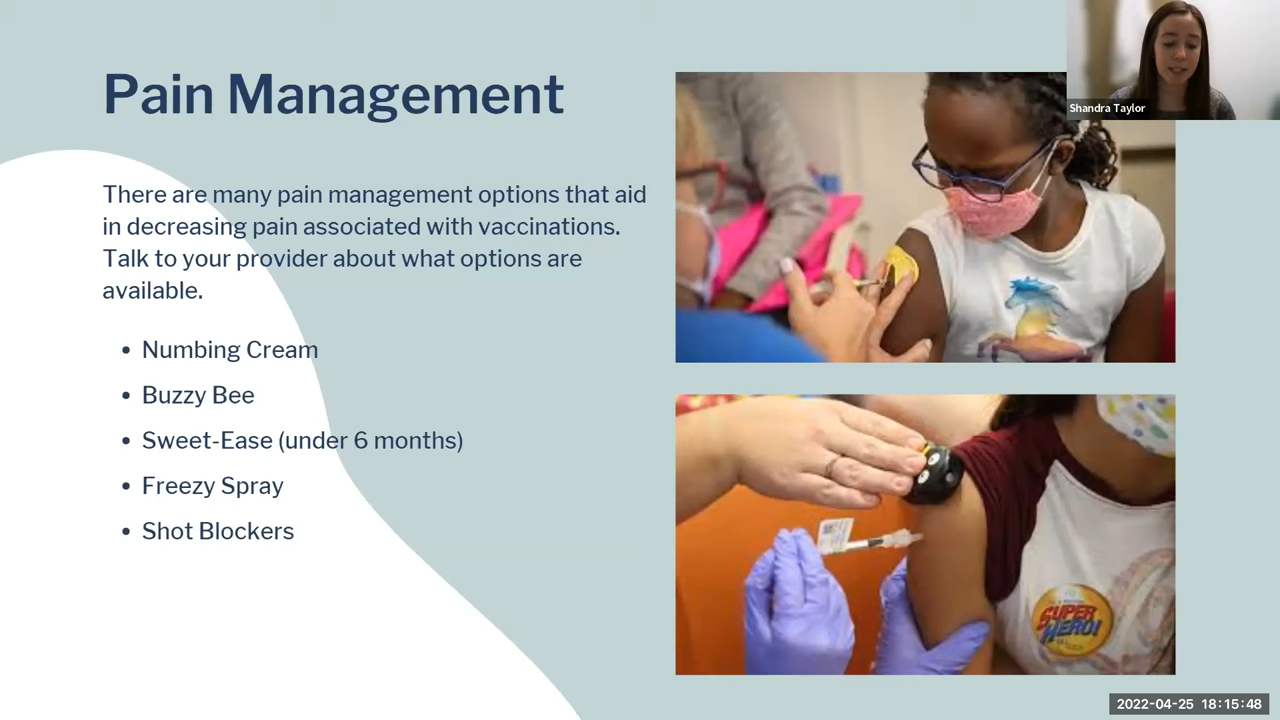 Pain Management
There are many pain management options that aid
in decreasing pain associated with vaccinations.
Talk to your provider about what options are
available.
• Numbing Cream
• Buzzy Bee
• Sweet-Ease (under 6 months)
• Freezy Spray
• Shot Blockers
Shandra Taylor
SUPER
HERO!
2022-04-25 18:15:48